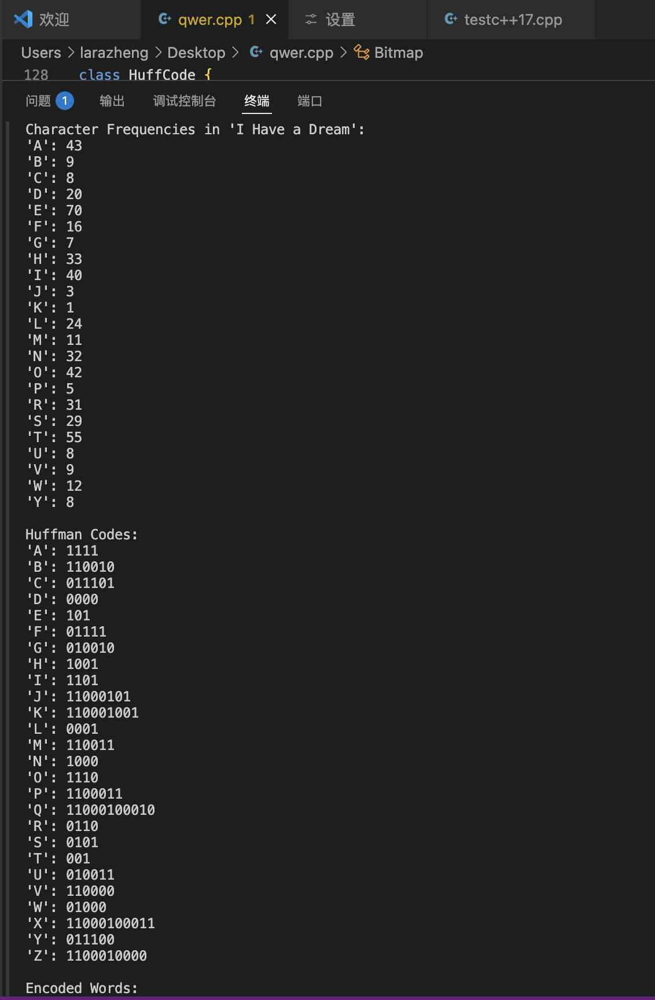 欢迎 qwer.cpp 1 设置 testc++17.cpp
Users > larazheng > Desktop > qwer.cpp > Bitmap
128 class HuffCode {
问题 1 输出 调试控制台 终端 端口
Character Frequencies in 'I Have a Dream':
'A': 43
'B': 9
'C': 8
'D': 20
'E': 70
'F': 16
'G': 7
'H': 33
'I': 40
'J': 3
'K': 1
'L': 24
'M': 11
'N': 32
'O': 42
'P': 5
'R': 31
'S': 29
'T': 55
'U': 8
'V': 9
'W': 12
'Y': 8
Huffman Codes:
'A': 1111
'B': 110010
'C': 011101
'D': 0000
'E': 101
'F': 01111
'G': 010010
'H': 1001
'I': 1101
'J': 11000101
'K': 110001001
'L': 0001
'M': 110011
'N': 1000
'O': 1110
'P': 1100011
'Q': 11000100010
'R': 0110
'S': 0101
'T': 001
'U': 010011
'V': 110000
'W': 01000
'X': 11000100011
'Y': 011100
'Z': 1100010000
Encoded Words: